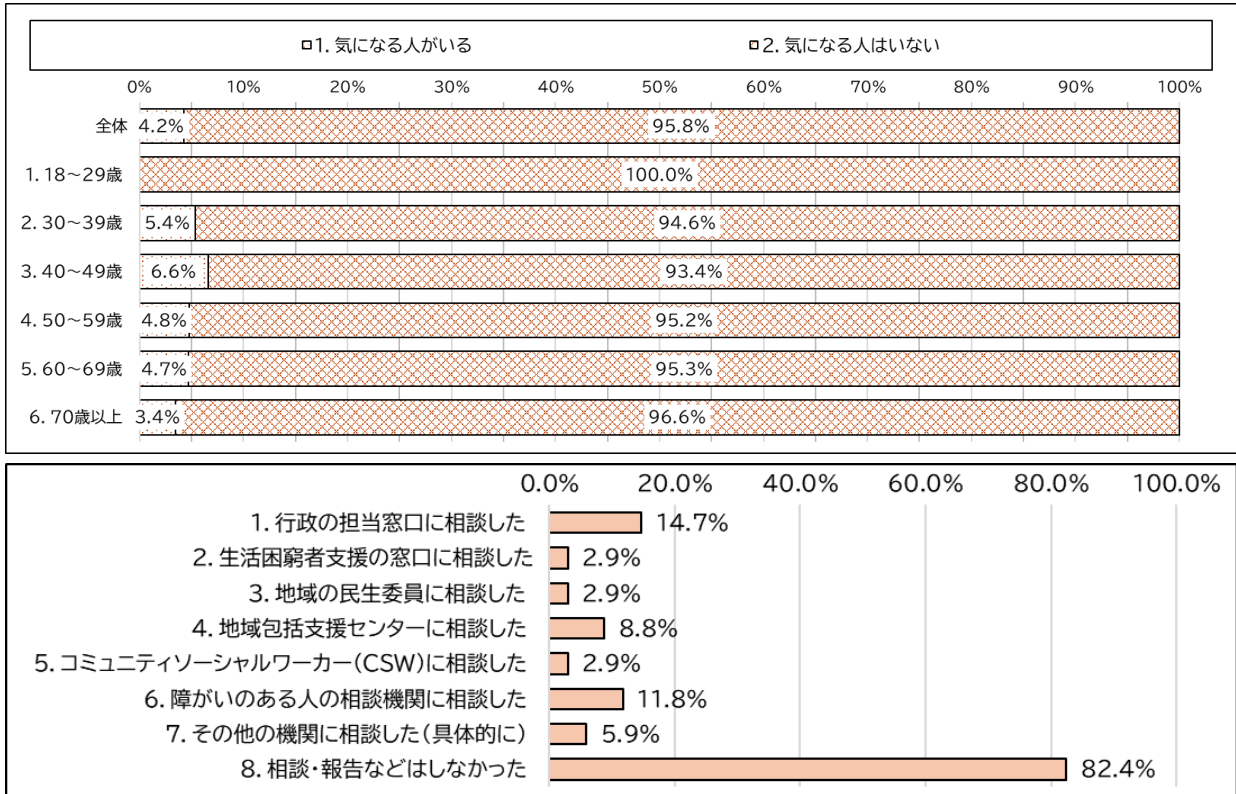 1. 気になる人がいる 2. 気になる人はいない
0% 10% 20% 30% 40% 50% 60% 70% 80% 90% 100%
全体 4.2% 95.8%
1. 18～29歳 100.0%
2. 30～39歳 5.4% 94.6%
3. 40～49歳 6.6% 93.4%
4. 50～59歳 4.8% 95.2%
5. 60～69歳 4.7% 95.3%
6. 70歳以上 3.4% 96.6%
0.0% 20.0% 40.0% 60.0% 80.0% 100.0%
1. 行政の担当窓口に相談した 14.7%
2. 生活困窮者支援の窓口に相談した 2.9%
3. 地域の民生委員に相談した 2.9%
4. 地域包括支援センターに相談した 8.8%
5. コミュニティソーシャルワーカー(CSW)に相談した 2.9%
6. 障がいのある人の相談機関に相談した 11.8%
7. その他の機関に相談した(具体的に) 5.9%
8. 相談・報告などはしなかった 82.4%